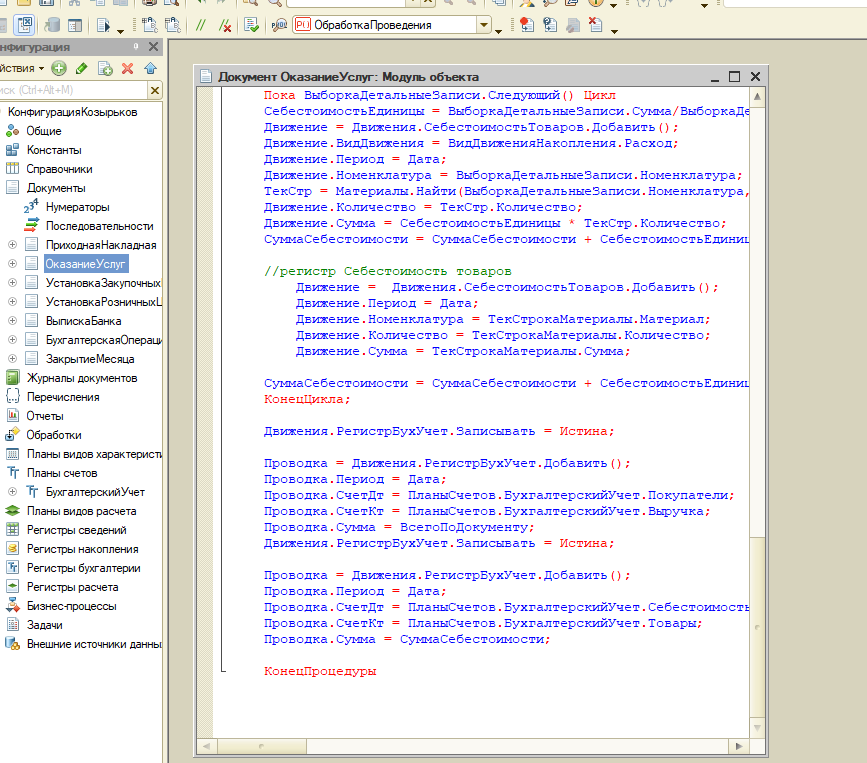 ОбработкаПроведения
нфигурация
йствия
иск (Ctrl+Alt+M)
КонфигурацияКозырьков
Общие
Константы
Справочники
Документы
Нумераторы
Последовательности
ПриходнаяНакладная
ОказаниеУслуг
УстановкаЗакупочных
УстановкаРозничныхЦ
ВыпискаБанка
БухгалтерскаяОпераци
ЗакрытиеМесяца
Журналы документов
Перечисления
Отчеты
Обработки
Планы видов характеристи
Планы счетов
БухгалтерскийУчет
Планы видов расчета
Регистры сведений
Регистры накопления
Регистры бухгалтерии
Регистры расчета
Бизнес-процессы
Задачи
Внешние источники данны
Документ ОказаниеУслуг: Модуль объекта
Пока ВыборкаДетальныеЗаписи.Следующий() Цикл
СебестоимостьЕдиницы = ВыборкаДетальныеЗаписи.Сумма/ВыборкаДе
Движение = Движения.СебестоимостьТоваров.Добавить();
Движение.ВидДвижения = ВидДвиженияНакопления.Расход;
Движение.Период = Дата;
Движение.Номенклатура = ВыборкаДетальныеЗаписи.Номенклатура;
ТекСтр = Материалы.Найти(ВыборкаДетальныеЗаписи.Номенклатура,
Движение.Количество = ТекСтр.Количество;
Движение.Сумма = СебестоимостьЕдиницы * ТекСтр.Количество;
СуммаСебестоимости = СуммаСебестоимости + СебестоимостьЕдиниц
//регистр Себестоимость товаров
Движение =  Движения.СебестоимостьТоваров.Добавить();
Движение.Период = Дата;
Движение.Номенклатура = ТекСтрокаМатериалы.Материал;
Движение.Количество = ТекСтрокаМатериалы.Количество;
Движение.Сумма = ТекСтрокаМатериалы.Сумма;
СуммаСебестоимости = СуммаСебестоимости + СебестоимостьЕдиниц
КонецЦикла;
Движения.РегистрБухУчет.Записывать = Истина;
Проводка = Движения.РегистрБухУчет.Добавить();
Проводка.Период = Дата;
Проводка.СчетДт = ПланыСчетов.БухгалтерскийУчет.Покупатели;
Проводка.СчетКт = ПланыСчетов.БухгалтерскийУчет.Выручка;
Проводка.Сумма = ВсегоПоДокументу;
Движения.РегистрБухУчет.Записывать = Истина;
Проводка = Движения.РегистрБухУчет.Добавить();
Проводка.Период = Дата;
Проводка.СчетДт = ПланыСчетов.БухгалтерскийУчет.Себестоимость
Проводка.СчетКт = ПланыСчетов.БухгалтерскийУчет.Товары;
Проводка.Сумма = СуммаСебестоимости;
КонецПроцедуры